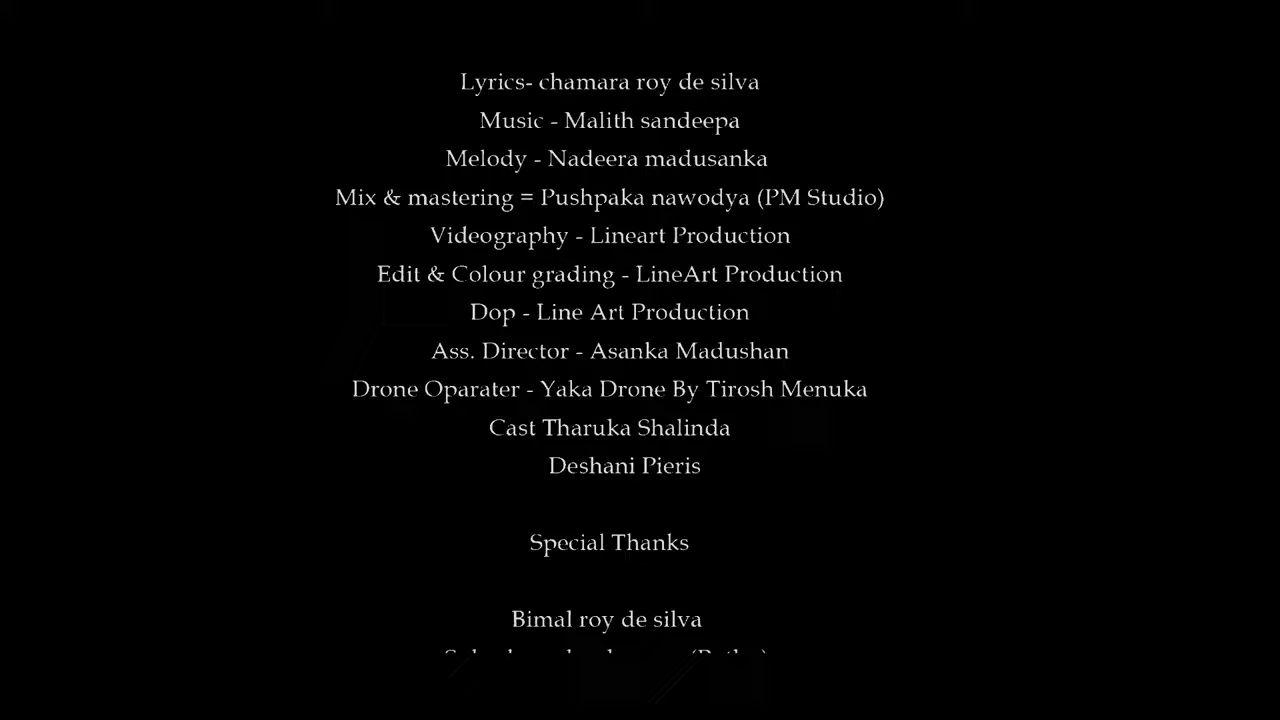 Lyrics- chamara roy de silva
Music - Malith sandeepa
Melody - Nadeera madusanka
Mix & mastering = Pushpaka nawodya (PM Studio)
Videography - Lineart Production
Edit & Colour grading - LineArt Production
Dop - Line Art Production
Ass. Director - Asanka Madushan
Drone Oparater - Yaka Drone By Tirosh Menuka
Cast Tharuka Shalinda
Deshani Pieris
Special Thanks
Bimal roy de silva